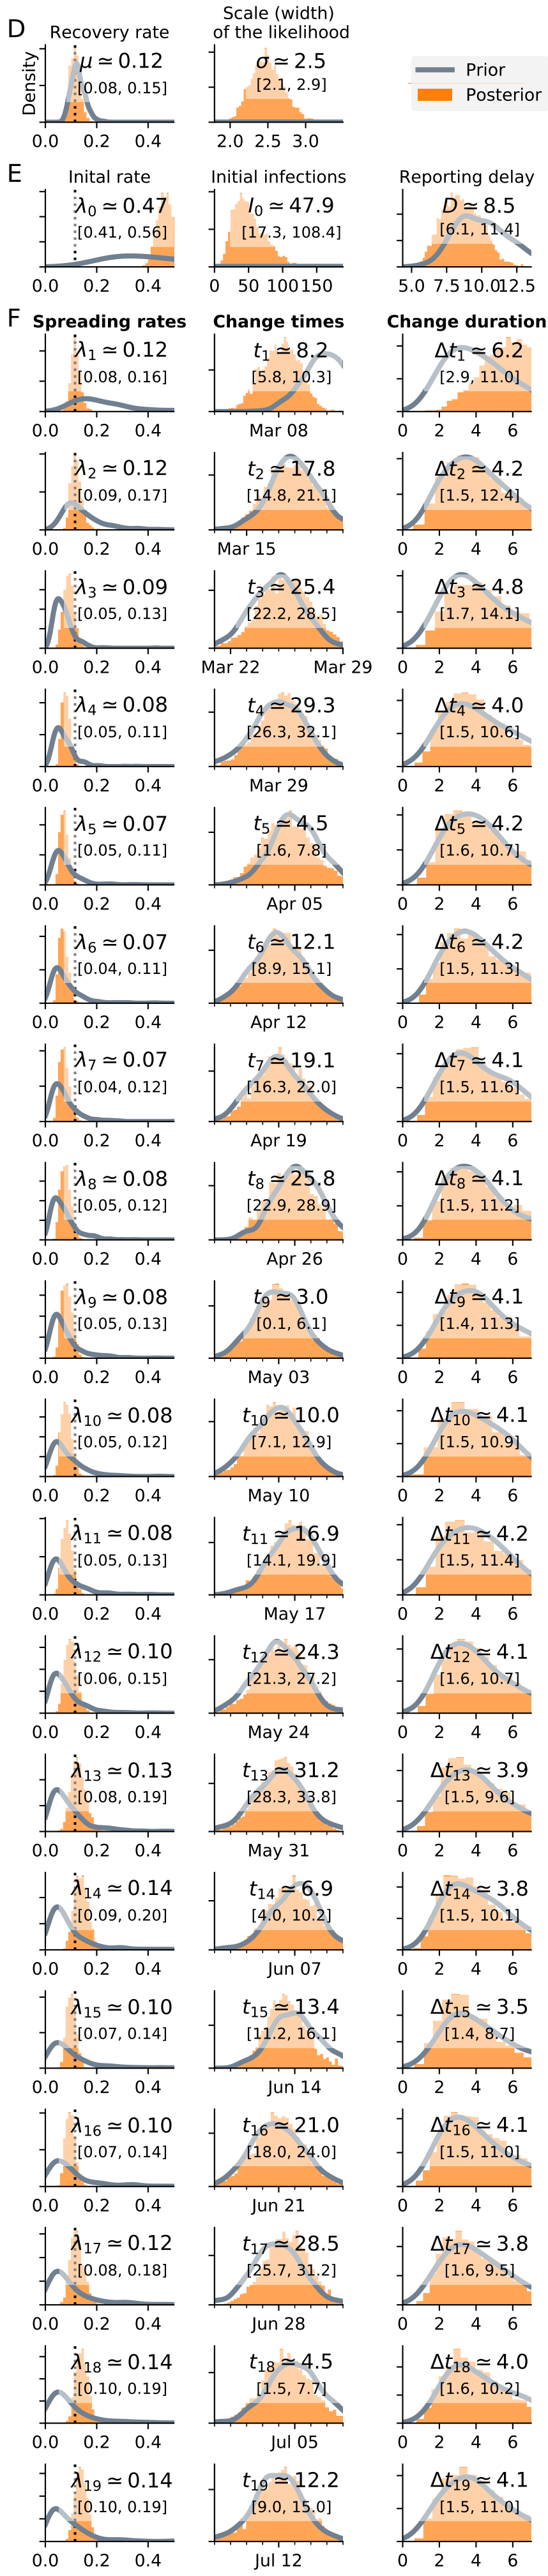 D
Recovery rate
Scale (width)
of the likelihood
Density
μ ≃ 0.12
[0.08, 0.15]
σ ≃ 2.5
[2.1, 2.9]
Prior
Posterior
0.0 0.2 0.4
2.0 2.5 3.0
E
Inital rate
Initial infections
Reporting delay
λ0 ≃ 0.47
[0.41, 0.56]
I0 ≃ 47.9
[17.3, 108.4]
D ≃ 8.5
[6.1, 11.4]
0.0 0.2 0.4
0 50 100 150
5.0 7.5 10.0 12.5
F
Spreading rates
Change times
Change duration
λ1 ≃ 0.12
[0.08, 0.16]
t1 ≃ 8.2
[5.8, 10.3]
Δt1 ≃ 6.2
[2.9, 11.0]
0.0 0.2 0.4
Mar 08
0 2 4 6
λ2 ≃ 0.12
[0.09, 0.17]
t2 ≃ 17.8
[14.8, 21.1]
Δt2 ≃ 4.2
[1.5, 12.4]
0.0 0.2 0.4
Mar 15
0 2 4 6
λ3 ≃ 0.09
[0.05, 0.13]
t3 ≃ 25.4
[22.2, 28.5]
Δt3 ≃ 4.8
[1.7, 14.1]
0.0 0.2 0.4
Mar 22 Mar 29
0 2 4 6
λ4 ≃ 0.08
[0.05, 0.11]
t4 ≃ 29.3
[26.3, 32.1]
Δt4 ≃ 4.0
[1.5, 10.6]
0.0 0.2 0.4
Mar 29
0 2 4 6
λ5 ≃ 0.07
[0.05, 0.11]
t5 ≃ 4.5
[1.6, 7.8]
Δt5 ≃ 4.2
[1.6, 10.7]
0.0 0.2 0.4
Apr 05
0 2 4 6
λ6 ≃ 0.07
[0.04, 0.11]
t6 ≃ 12.1
[8.9, 15.1]
Δt6 ≃ 4.2
[1.5, 11.3]
0.0 0.2 0.4
Apr 12
0 2 4 6
λ7 ≃ 0.07
[0.04, 0.12]
t7 ≃ 19.1
[16.3, 22.0]
Δt7 ≃ 4.1
[1.5, 11.6]
0.0 0.2 0.4
Apr 19
0 2 4 6
λ8 ≃ 0.08
[0.05, 0.12]
t8 ≃ 25.8
[22.9, 28.9]
Δt8 ≃ 4.1
[1.5, 11.2]
0.0 0.2 0.4
Apr 26
0 2 4 6
λ9 ≃ 0.08
[0.05, 0.13]
t9 ≃ 3.0
[0.1, 6.1]
Δt9 ≃ 4.1
[1.4, 11.3]
0.0 0.2 0.4
May 03
0 2 4 6
λ10 ≃ 0.08
[0.05, 0.12]
t10 ≃ 10.0
[7.1, 12.9]
Δt10 ≃ 4.1
[1.5, 10.9]
0.0 0.2 0.4
May 10
0 2 4 6
λ11 ≃ 0.08
[0.05, 0.13]
t11 ≃ 16.9
[14.1, 19.9]
Δt11 ≃ 4.2
[1.5, 11.4]
0.0 0.2 0.4
May 17
0 2 4 6
λ12 ≃ 0.10
[0.06, 0.15]
t12 ≃ 24.3
[21.3, 27.2]
Δt12 ≃ 4.1
[1.6, 10.7]
0.0 0.2 0.4
May 24
0 2 4 6
λ13 ≃ 0.13
[0.08, 0.19]
t13 ≃ 31.2
[28.3, 33.8]
Δt13 ≃ 3.9
[1.5, 9.6]
0.0 0.2 0.4
May 31
0 2 4 6
λ14 ≃ 0.14
[0.09, 0.20]
t14 ≃ 6.9
[4.0, 10.2]
Δt14 ≃ 3.8
[1.5, 10.1]
0.0 0.2 0.4
Jun 07
0 2 4 6
λ15 ≃ 0.10
[0.07, 0.14]
t15 ≃ 13.4
[11.2, 16.1]
Δt15 ≃ 3.5
[1.4, 8.7]
0.0 0.2 0.4
Jun 14
0 2 4 6
λ16 ≃ 0.10
[0.07, 0.14]
t16 ≃ 21.0
[18.0, 24.0]
Δt16 ≃ 4.1
[1.5, 11.0]
0.0 0.2 0.4
Jun 21
0 2 4 6
λ17 ≃ 0.12
[0.08, 0.18]
t17 ≃ 28.5
[25.7, 31.2]
Δt17 ≃ 3.8
[1.6, 9.5]
0.0 0.2 0.4
Jun 28
0 2 4 6
λ18 ≃ 0.14
[0.10, 0.19]
t18 ≃ 4.5
[1.5, 7.7]
Δt18 ≃ 4.0
[1.6, 10.2]
0.0 0.2 0.4
Jul 05
0 2 4 6
λ19 ≃ 0.14
[0.10, 0.19]
t19 ≃ 12.2
[9.0, 15.0]
Δt19 ≃ 4.1
[1.5, 11.0]
0.0 0.2 0.4
Jul 12
0 2 4 6